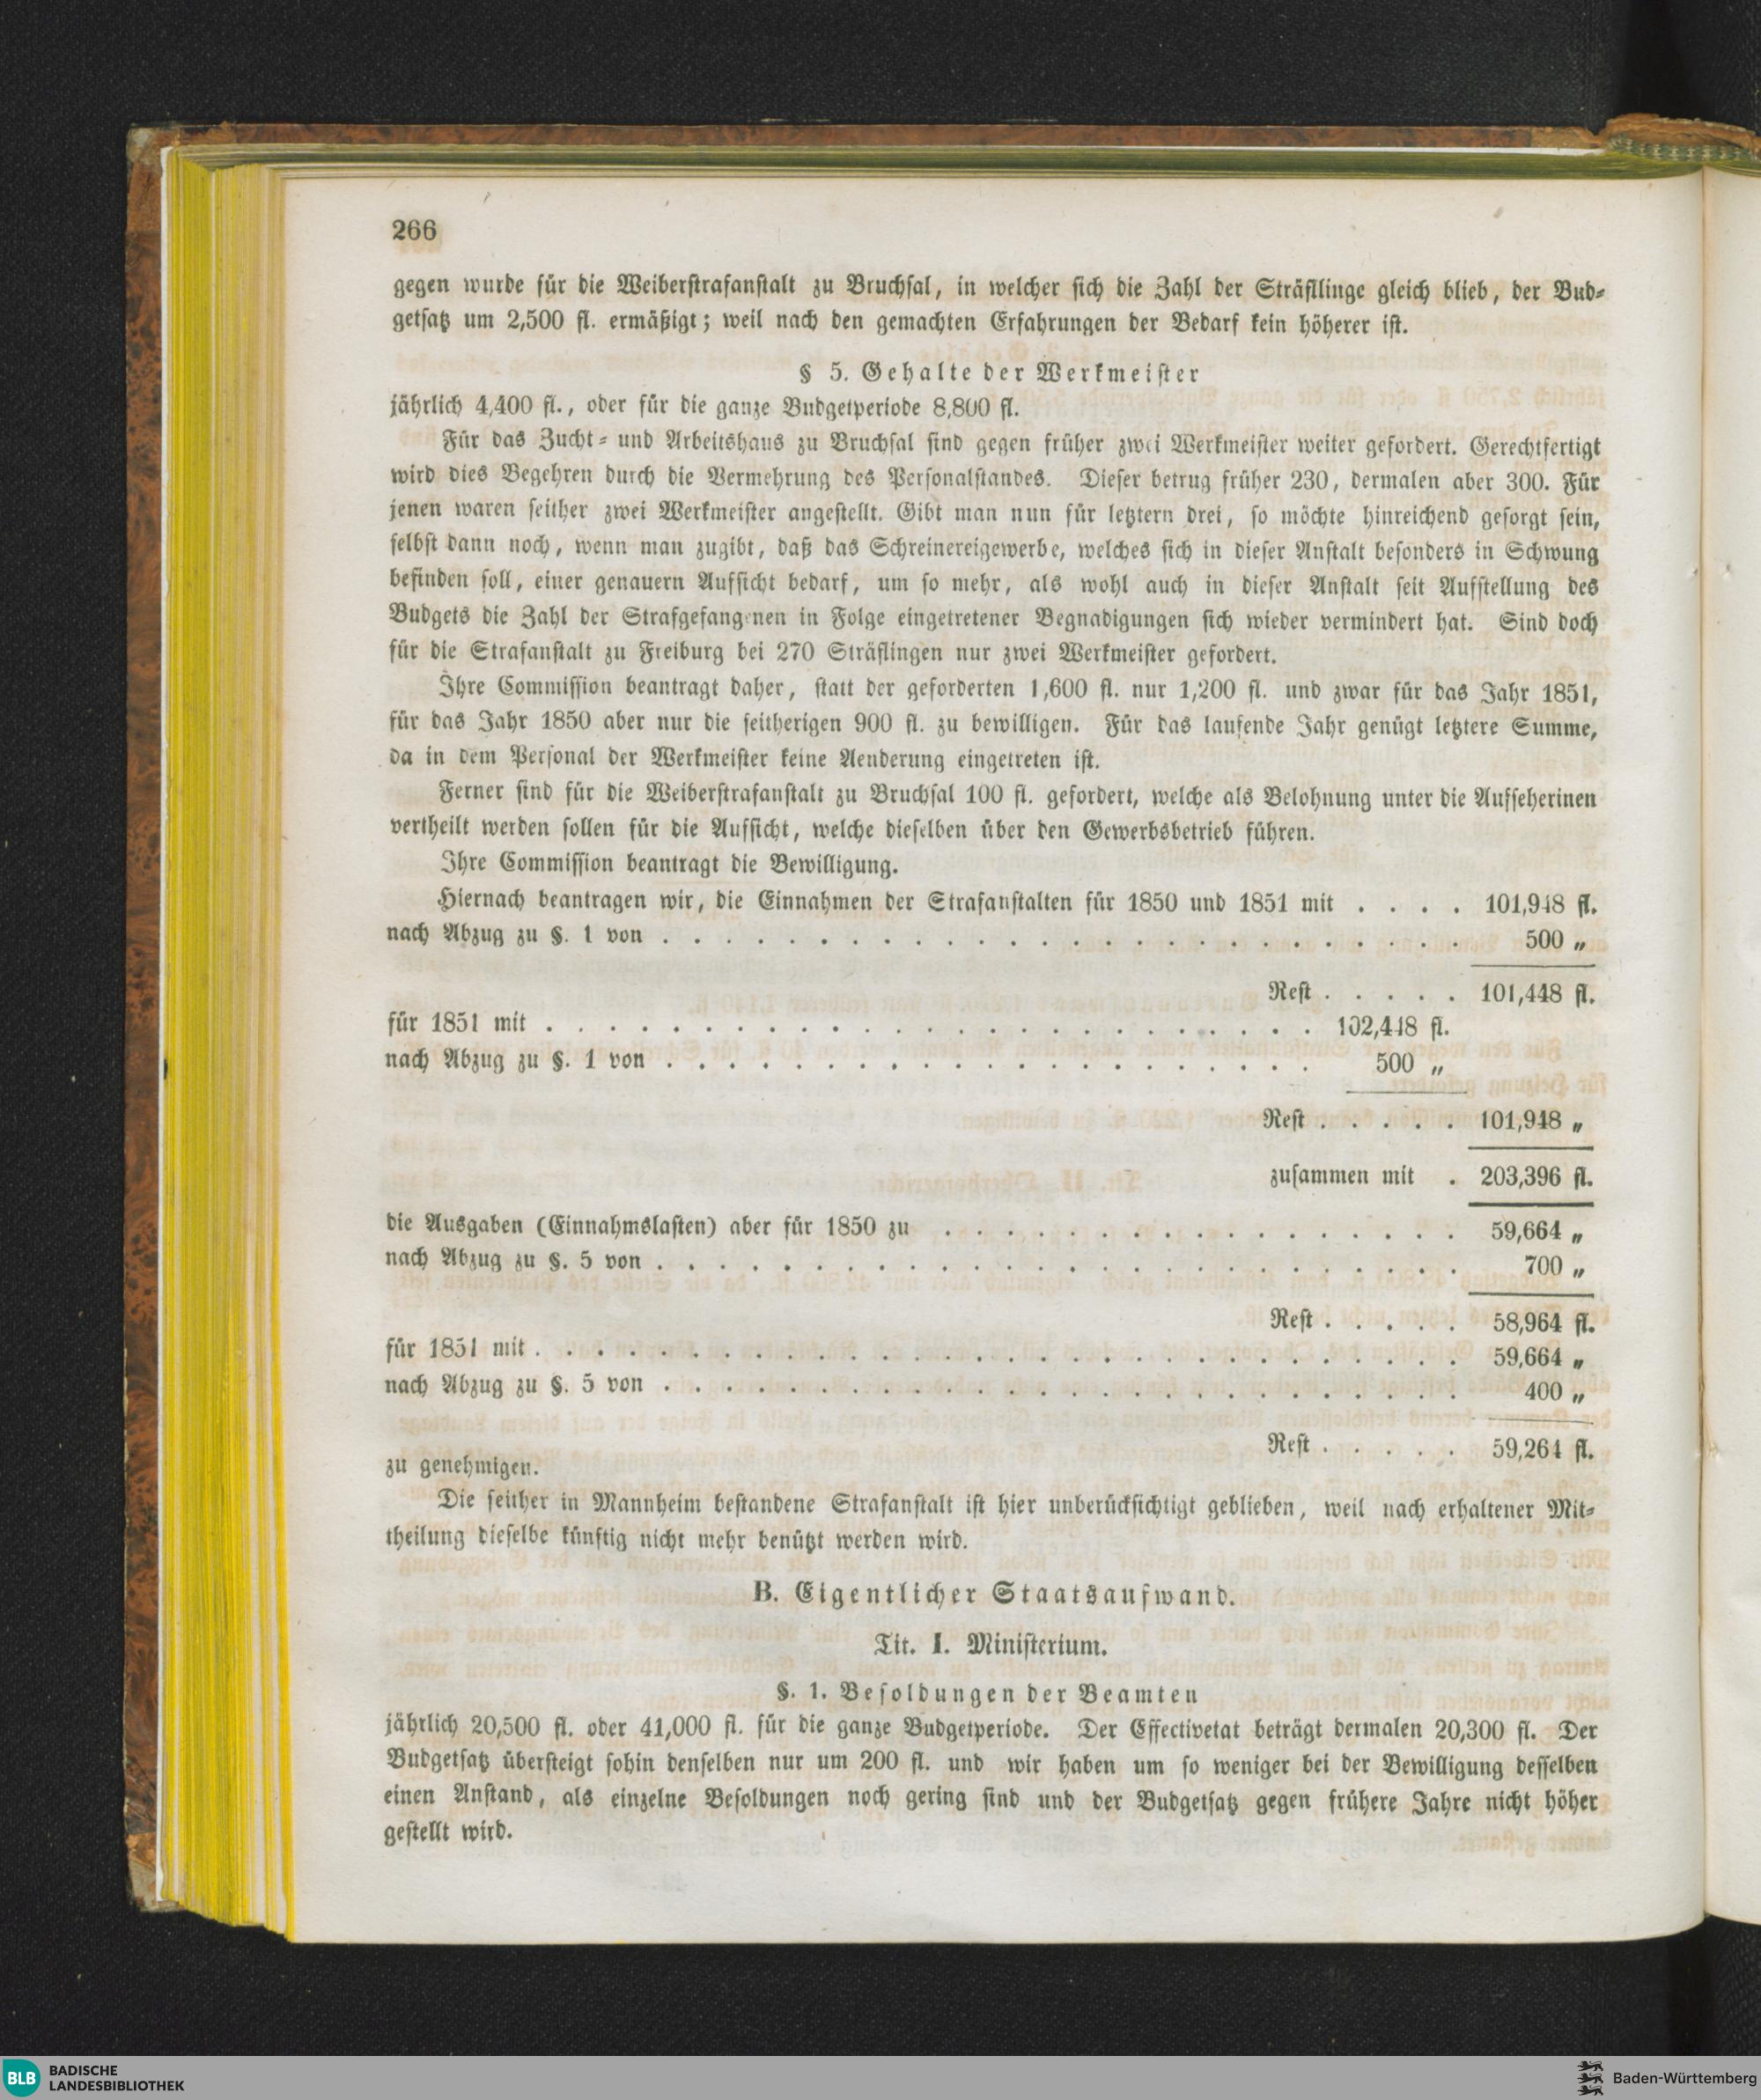 266
gegen wurde für die Weiberstrafanstalt zu Bruchsal, in welcher sich die Zahl der Sträfllinge gleich blieb, der Bud-
getsatz um 2,500 fl. ermäßigt; weil nach den gemachten Erfahrungen der Bedarf kein höherer ist.
§ 5. Gehalte der Werkmeister
jährlich 4,400 fl., oder für die ganze Budgetperiode 8,800 fl.
Für das Zucht- und Arbeitshaus zu Bruchsal sind gegen früher zwei Werkmeister weiter gefordert. Gerechtfertigt
wird dies Begehren durch die Vermehrung des Personalstandes. Dieser betrug früher 230, dermalen aber 300. Für
jenen waren seither zwei Werkmeister angestellt. Gibt man nun für letztern drei, so möchte hinreichend gesorgt sein,
selbst dann noch, wenn man zugibt, daß das Schreinereigewerbe, welches sich in dieser Anstalt besonders in Schwung
befinden soll, einer genauern Aufsicht bedarf, um so mehr, als wohl auch in dieser Anstalt seit Aufstellung des
Budgets die Zahl der Strafgefangenen in Folge eingetretener Begnadigungen sich wieder vermindert hat. Sind doch
für die Strafanstalt zu Freiburg bei 270 Sträflingen nur zwei Werkmeister gefordert.
Ihre Commission beantragt daher, statt der geforderten 1,600 fl. nur 1,200 fl. und zwar für das Jahr 1851,
für das Jahr 1850 aber nur die seitherigen 900 fl. zu bewilligen. Für das laufende Jahr genügt letztere Summe,
da in dem Personal der Werkmeister keine Aenderung eingetreten ist.
Ferner sind für die Weiberstrafanstalt zu Bruchsal 100 fl. gefordert, welche als Belohnung unter die Aufseherinen
vertheilt werden sollen für die Aufsicht, welche dieselben über den Gewerbsbetrieb führen.
Ihre Commission beantragt die Bewilligung.
Hiernach beantragen wir, die Einnahmen der Strafanstalten für 1850 und 1851 mit . . . . 101,948 fl.
nach Abzug zu §. 1 von . . . . . . . . . . . . . . . . . . . . . . . . . . 500 „
Rest . . . . . 101,448 fl.
für 1851 mit . . . . . . . . . . . . . . . . . . . . . . . . . 102,448 fl.
nach Abzug zu §. 1 von . . . . . . . . . . . . . . . . . . . . . 500 „
Rest . . . . . 101,948 „
zusammen mit . 203,396 fl.
die Ausgaben (Einnahmslasten) aber für 1850 zu . . . . . . . . . . . . . . . . . 59,664 „
nach Abzug zu §. 5 von . . . . . . . . . . . . . . . . . . . . . . . . . . 700 „
Rest . . . . . 58,964 fl.
für 1851 mit . . . . . . . . . . . . . . . . . . . . . . . . . . . . . . 59,664 „
nach Abzug zu §. 5 von . . . . . . . . . . . . . . . . . . . . . . . . . . 400 „
Rest . . . . . 59,264 fl.
zu genehmigen.
Die seither in Mannheim bestandene Strafanstalt ist hier unberücksichtigt geblieben, weil nach erhaltener Mit-
theilung dieselbe künftig nicht mehr benützt werden wird.
B. Eigentlicher Staatsaufwand.
Tit. I. Ministerium.
§. 1. Besoldungen der Beamten
jährlich 20,500 fl. oder 41,000 fl. für die ganze Budgetperiode. Der Effectivetat beträgt dermalen 20,300 fl. Der
Budgetsatz übersteigt sohin denselben nur um 200 fl. und wir haben um so weniger bei der Bewilligung desselben
einen Anstand, als einzelne Besoldungen noch gering sind und der Budgetsatz gegen frühere Jahre nicht höher
gestellt wird.
BLB BADISCHE
LANDESBIBLIOTHEK
Baden-Württemberg